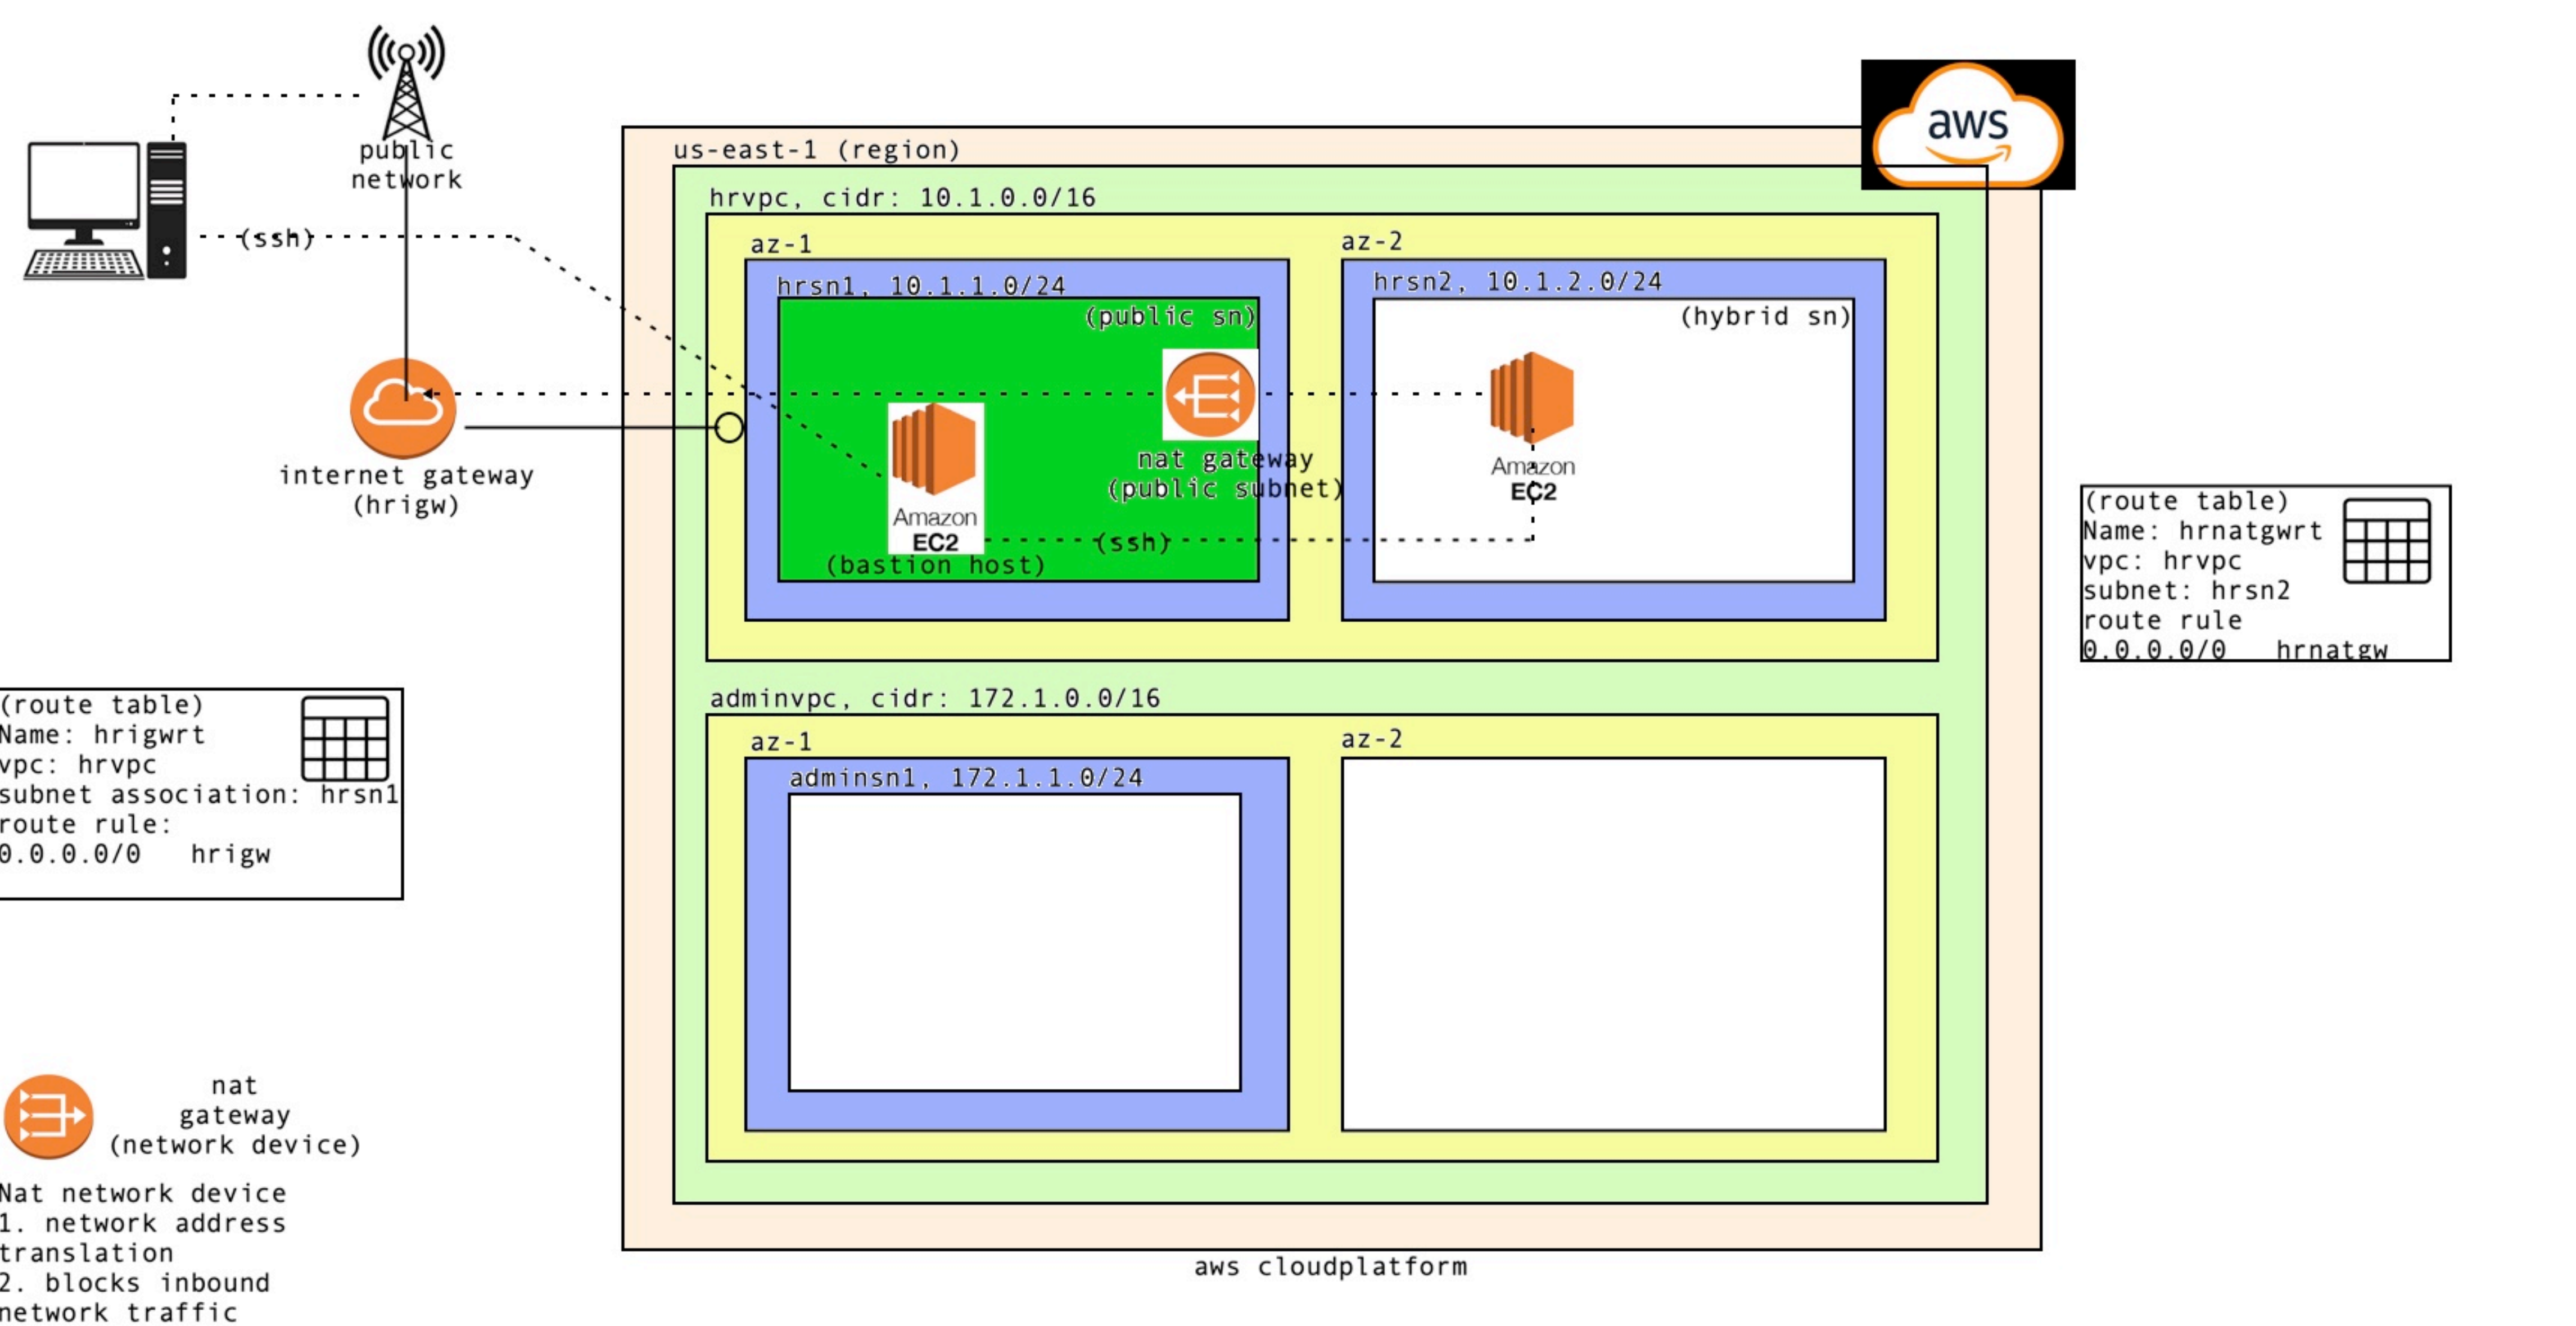 public
network
(ssh)
internet gateway
(hrigw)
aws
us-east-1 (region)
hrvpc, cidr: 10.1.0.0/16
az-1
hrsn1, 10.1.1.0/24
(public sn)
nat gateway
(public subnet)
Amazon
EC2
(bastion host)
(ssh)
az-2
hrsn2, 10.1.2.0/24
(hybrid sn)
Amazon
EC2
(route table)
Name: hrnatgwrt
vpc: hrvpc
subnet: hrsn2
route rule
0.0.0.0/0 hrnatgw
(route table)
Name: hrigwrt
vpc: hrvpc
subnet association: hrsn1
route rule:
0.0.0.0/0 hrigw
adminvpc, cidr: 172.1.0.0/16
az-1
adminsn1, 172.1.1.0/24
az-2
nat
gateway
(network device)
Nat network device
1. network address
translation
2. blocks inbound
network traffic
aws cloudplatform